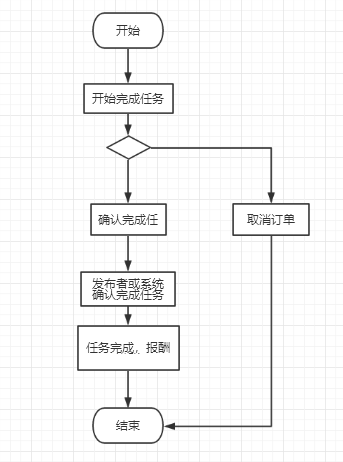 开始
开始完成任务
确认完成任
取消订单
发布者或系统
确认完成任务
任务完成,，报酬
结束